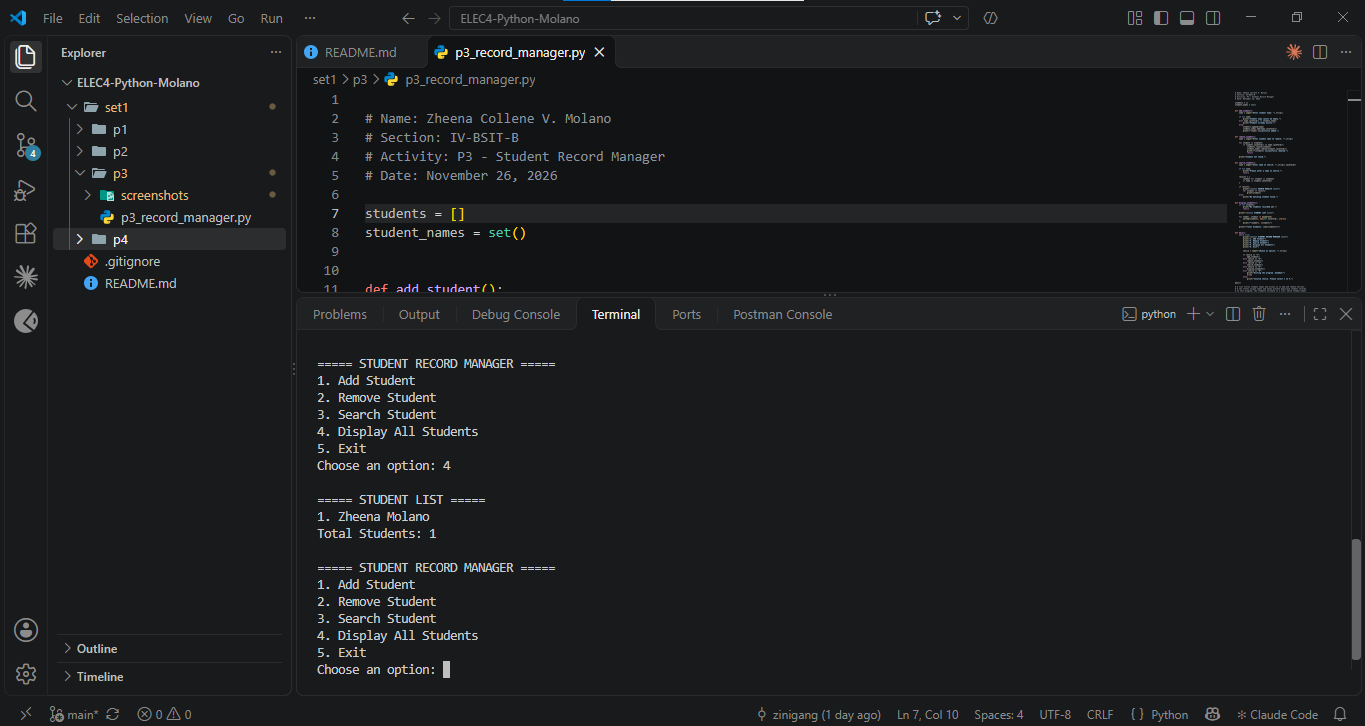 File Edit Selection View Go Run ···
ELEC4-Python-Molano
Explorer
ELEC4-Python-Molano
set1
p1
p2
p3
screenshots
p3_record_manager.py
p4
.gitignore
README.md
Outline
Timeline
README.md p3_record_manager.py
set1 > p3 > p3_record_manager.py
1
2 # Name: Zheena Collene V. Molano
3 # Section: IV-BSIT-B
4 # Activity: P3 - Student Record Manager
5 # Date: November 26, 2026
6
7 students = []
8 student_names = set()
9
10
11 def add_student():
Problems Output Debug Console Terminal Ports Postman Console
python
===== STUDENT RECORD MANAGER =====
1. Add Student
2. Remove Student
3. Search Student
4. Display All Students
5. Exit
Choose an option: 4
===== STUDENT LIST =====
1. Zheena Molano
Total Students: 1
===== STUDENT RECORD MANAGER =====
1. Add Student
2. Remove Student
3. Search Student
4. Display All Students
5. Exit
Choose an option:
4
main* 0 0 zinigang (1 day ago) Ln 7, Col 10 Spaces: 4 UTF-8 CRLF {} Python Claude Code